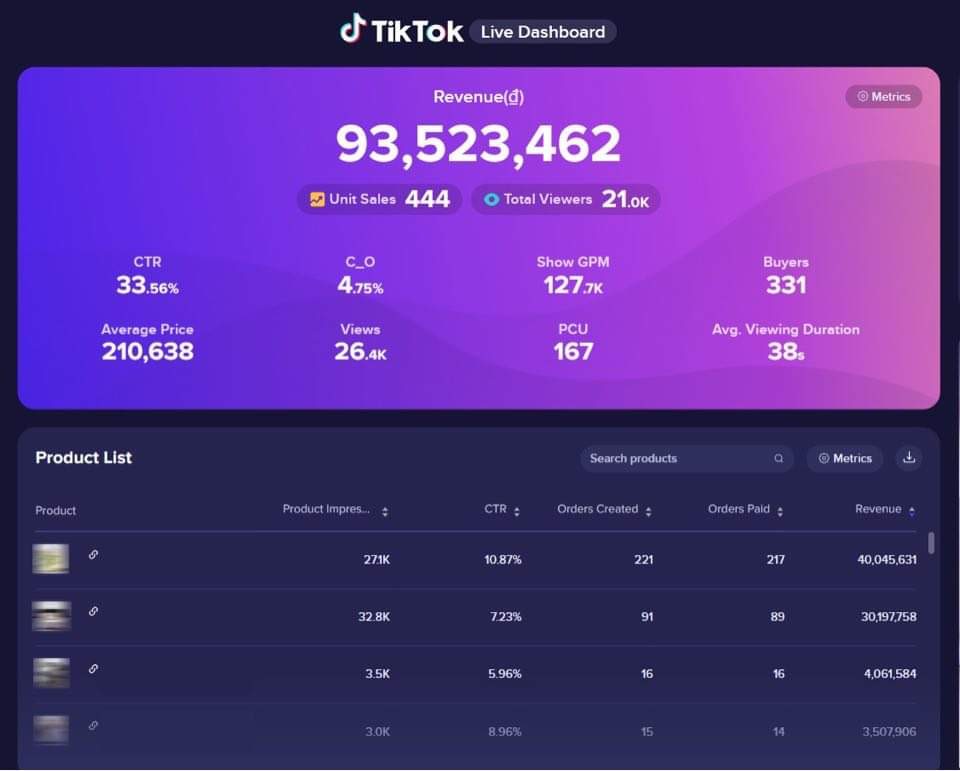 TikTok Live Dashboard
Revenue(₫)
Metrics
93,523,462
Unit Sales 444 Total Viewers 21.0K
CTR C_O Show GPM Buyers
33.56% 4.75% 127.7K 331
Average Price Views PCU Avg. Viewing Duration
210,638 26.4K 167 38s
Product List Search products Metrics
Product Product Impres... CTR Orders Created Orders Paid Revenue
27.1K 10.87% 221 217 40,045,631
32.8K 7.23% 91 89 30,197,758
3.5K 5.96% 16 16 4,061,584
3.0K 8.96% 15 14 3,507,906